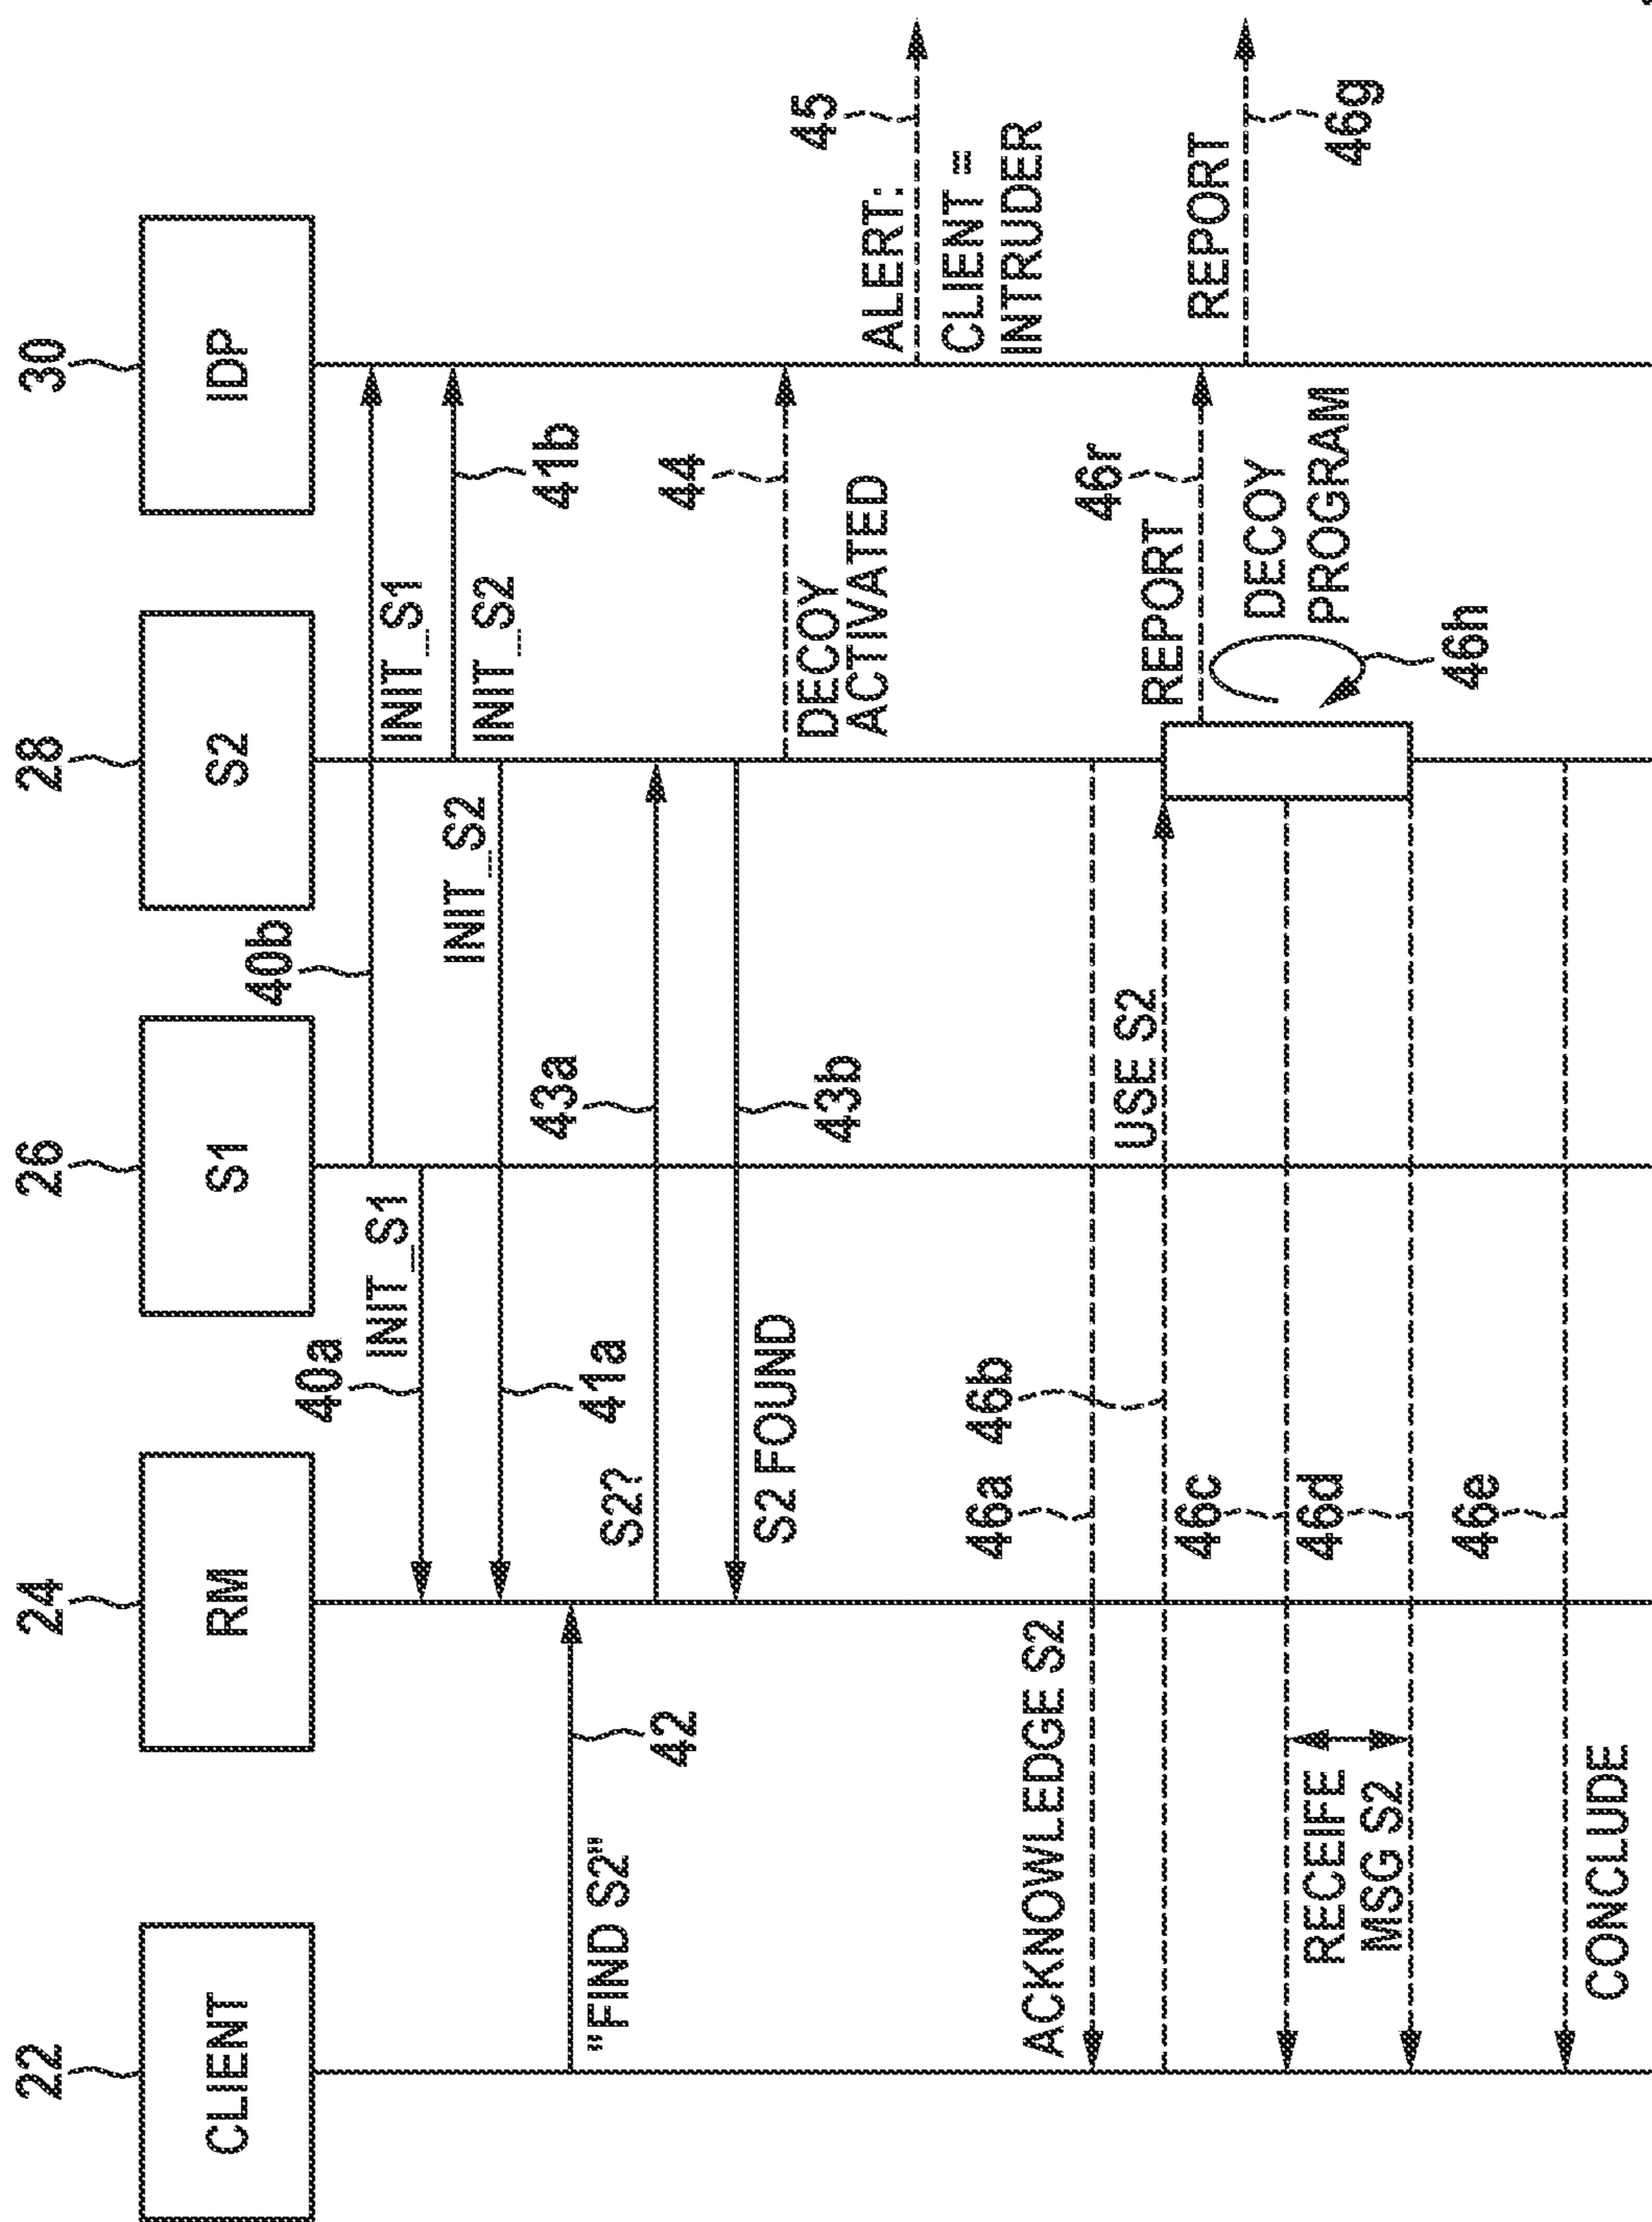 22
CLIENT
24
RM
26
S1
28
S2
30
IDP
40b
INIT_S1
40a
INIT_S1
41b
INIT_S2
INIT_S2
41a
"FIND S2"
42
S2?
43a
S2 FOUND
43b
44
DECOY
ACTIVATED
45
ALERT:
CLIENT =
INTRUDER
46a
ACKNOWLEDGE S2
46b
USE S2
REPORT
46r
REPORT
46g
DECOY
PROGRAM
46h
46c
RECEIFE
MSG S2
46d
46e
CONCLUDE